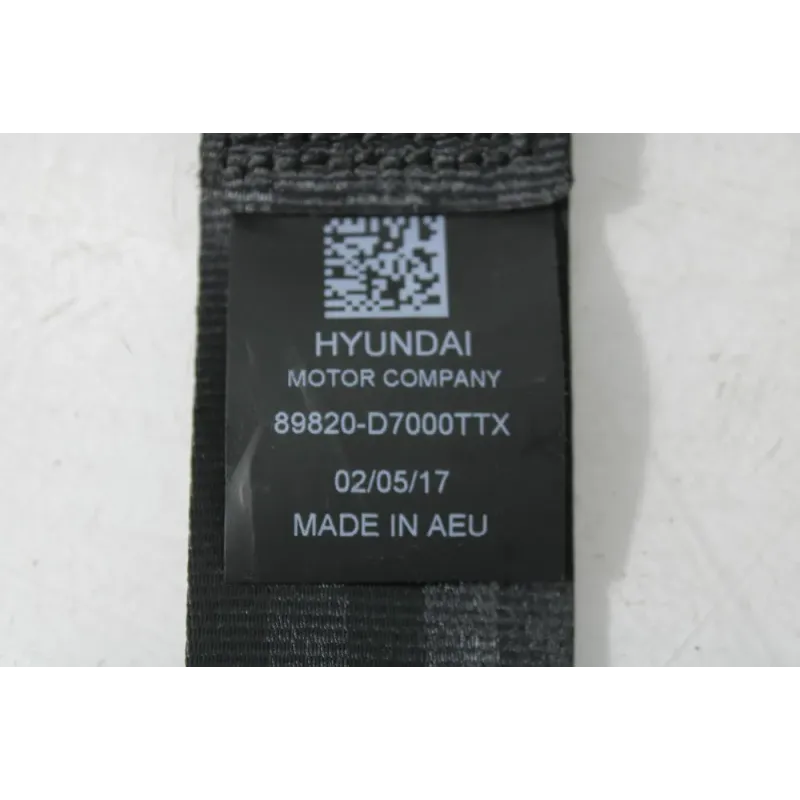 HYUNDAI
MOTOR COMPANY
89820-D7000TTX
02/05/17
MADE IN AEU